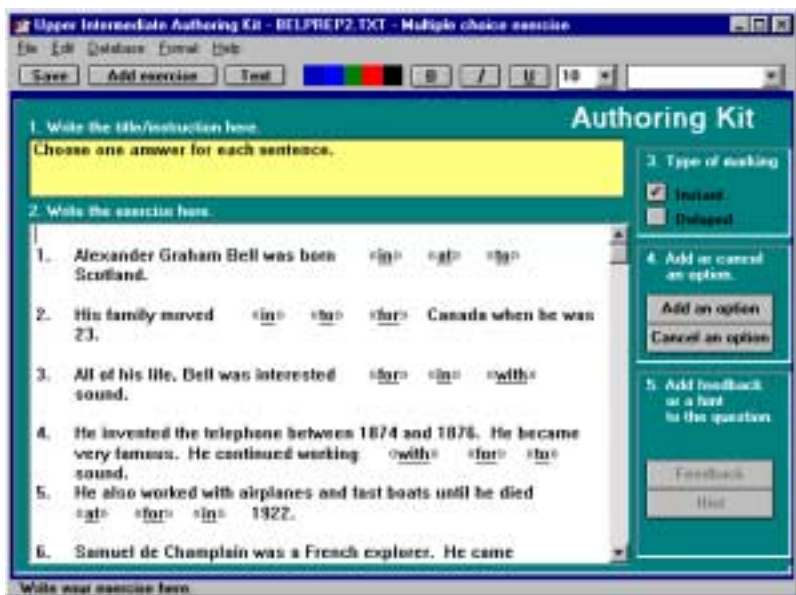 Upper Intermediate Authoring Kit - BELPREP2.TXT - Multiple choice exercise
File Edit Database Format Help
Save Add exercise Test B I U 10
Authoring Kit
1. Write the title/instruction here.
Choose one answer for each sentence.
2. Write the exercise here.
1. Alexander Graham Bell was born «in» «at» «to»
Scotland.
2. His family moved «in» «to» «for» Canada when he was
23.
3. All of his life, Bell was interested «for» «in» «with»
sound.
4. He invented the telephone between 1874 and 1876. He became
very famous. He continued working «with» «for» «to»
sound.
5. He also worked with airplanes and fast boats until he died
«at» «for» «in» 1922.
6. Samuel de Champlain was a French explorer. He came
3. Type of marking
Instant
Delayed
4. Add or cancel
an option.
Add an option
Cancel an option
5. Add feedback
or a hint
to the question
Feedback
Hint
Write your exercise here.